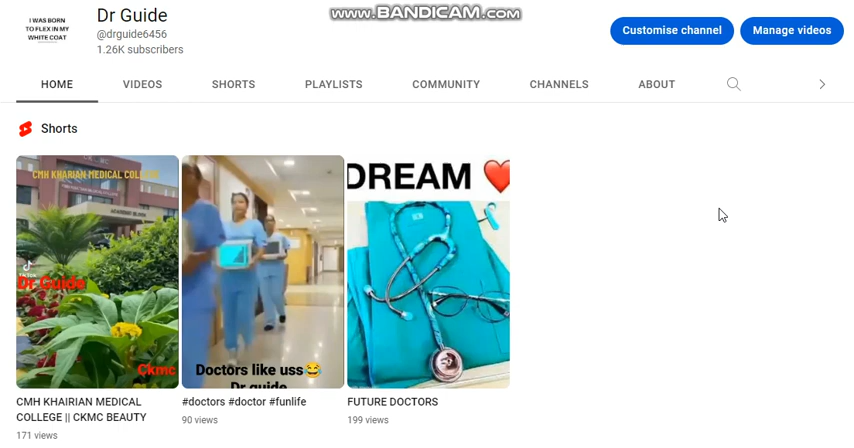 WWW.BANDICAM.COM
I WAS BORN
TO FLEX IN MY
WHITE COAT
Dr Guide
@drguide6456
1.26K subscribers
Customise channel
Manage videos
HOME
VIDEOS
SHORTS
PLAYLISTS
COMMUNITY
CHANNELS
ABOUT
Shorts
CMH KHARIAN MEDICAL COLLEGE
Dr Guide
Ckmc
Doctors like uss😂
Dr guide
DREAM ❤️
CMH KHAIRIAN MEDICAL
COLLEGE || CKMC BEAUTY
171 views
#doctors #doctor #funlife
90 views
FUTURE DOCTORS
199 views